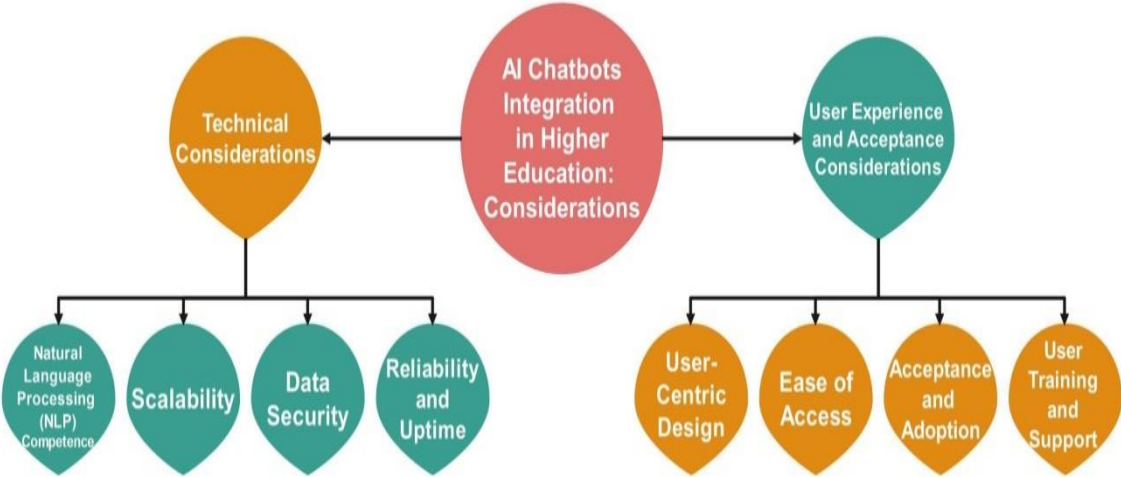 AI Chatbots
Integration
in Higher
Education:
Considerations
Technical
Considerations
User Experience
and Acceptance
Considerations
Natural
Language
Processing
(NLP)
Competence
Scalability
Data
Security
Reliability
and
Uptime
User-
Centric
Design
Ease of
Access
Acceptance
and
Adoption
User
Training
and
Support